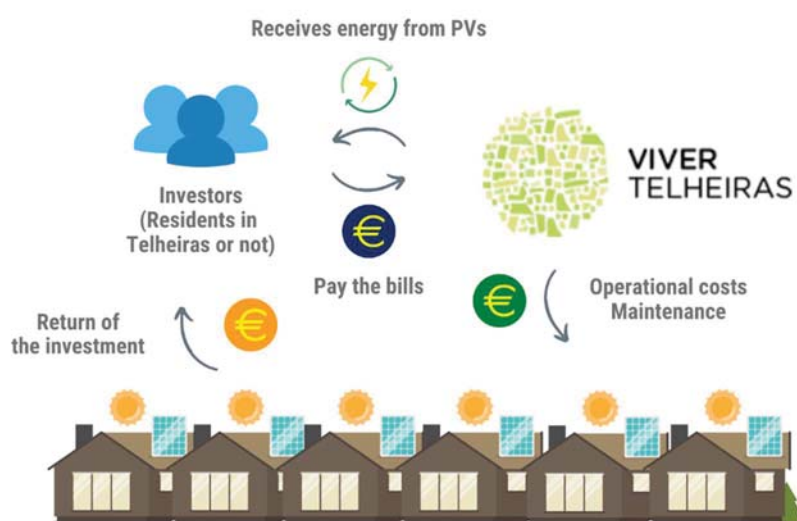 Receives energy from PVs
VIVER
TELHEIRAS
Investors
(Residents in
Telheiras or not)
€
Pay the bills
€
Operational costs
Maintenance
€
Return of
the investment